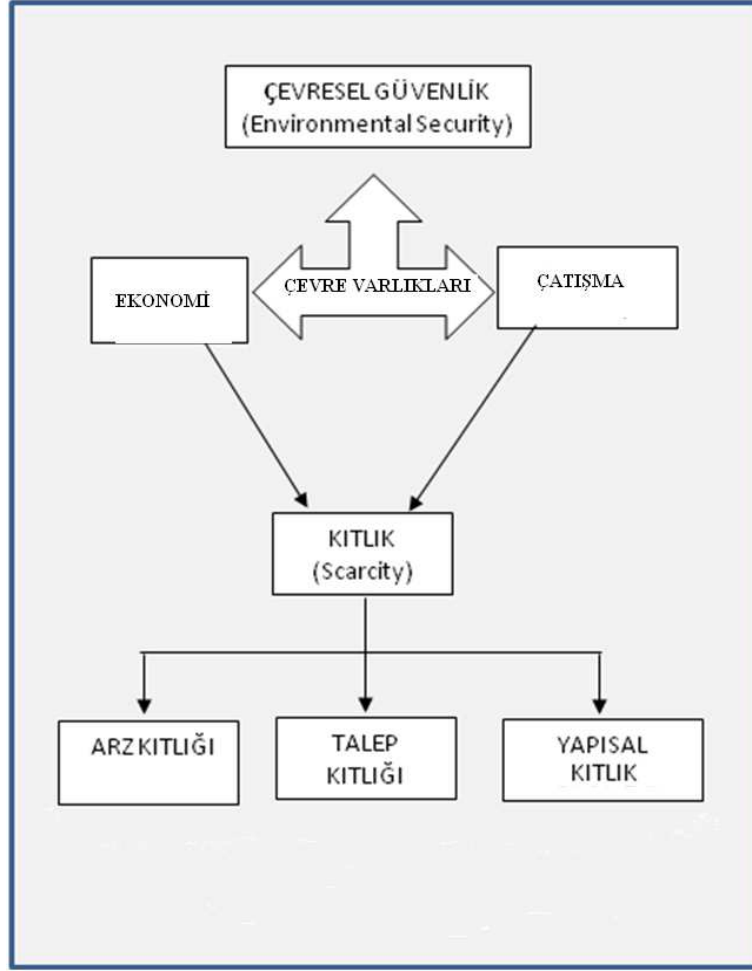 ÇEVRESEL GÜVENLİK
(Environmental Security)
EKONOMİ
ÇEVRE VARLIKLARI
ÇATIŞMA
KITLIK
(Scarcity)
ARZ KITLIĞI
TALEP
KITLIĞI
YAPISAL
KITLIK